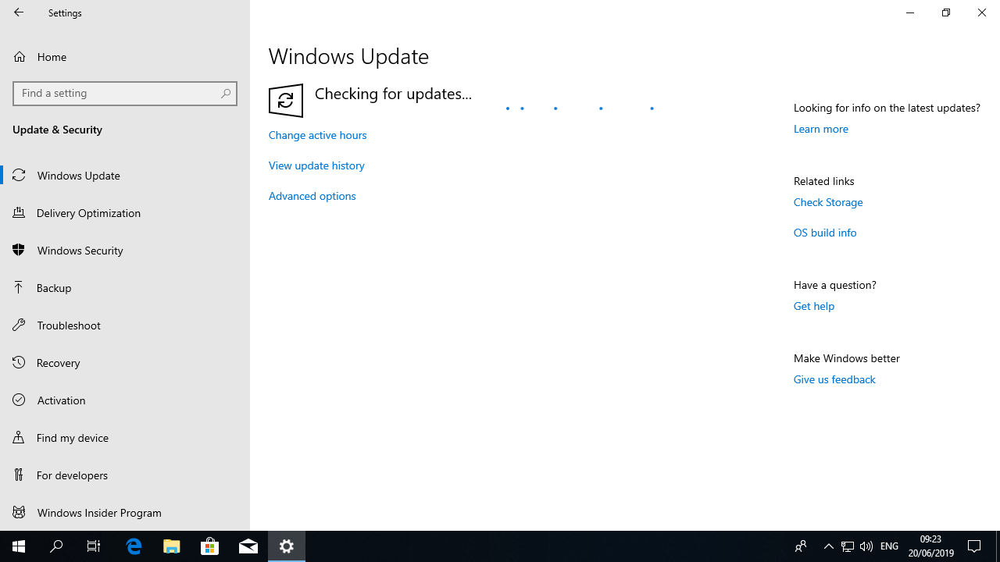 Settings
Home
Find a setting
Update & Security
Windows Update
Delivery Optimization
Windows Security
Backup
Troubleshoot
Recovery
Activation
Find my device
For developers
Windows Insider Program
Windows Update
Checking for updates...
Change active hours
View update history
Advanced options
Looking for info on the latest updates?
Learn more
Related links
Check Storage
OS build info
Have a question?
Get help
Make Windows better
Give us feedback
ENG
09:23
20/06/2019